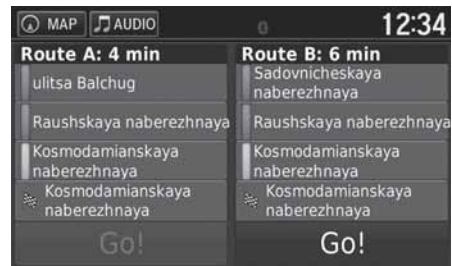 MAP AUDIO 0 12:34
Route A: 4 min
ulitsa Balchug
Raushskaya naberezhnaya
Kosmodamianskaya
naberezhnaya
Kosmodamianskaya
naberezhnaya
Go!
Route B: 6 min
Sadovnicheskaya
naberezhnaya
Raushskaya naberezhnaya
Kosmodamianskaya
naberezhnaya
Kosmodamianskaya
naberezhnaya
Go!